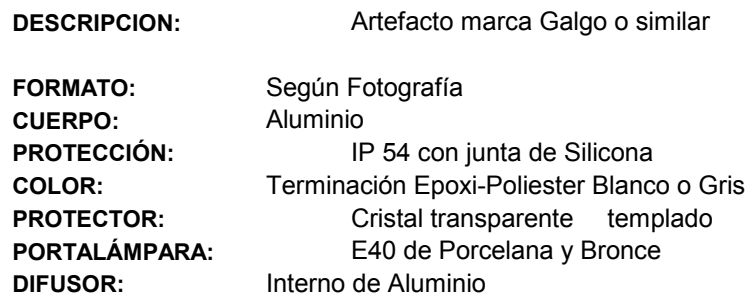 DESCRIPCION: Artefacto marca Galgo o similar
FORMATO: Según Fotografía
CUERPO: Aluminio
PROTECCIÓN: IP 54 con junta de Silicona
COLOR: Terminación Epoxi-Poliester Blanco o Gris
PROTECTOR: Cristal transparente templado
PORTALÁMPARA: E40 de Porcelana y Bronce
DIFUSOR: Interno de Aluminio